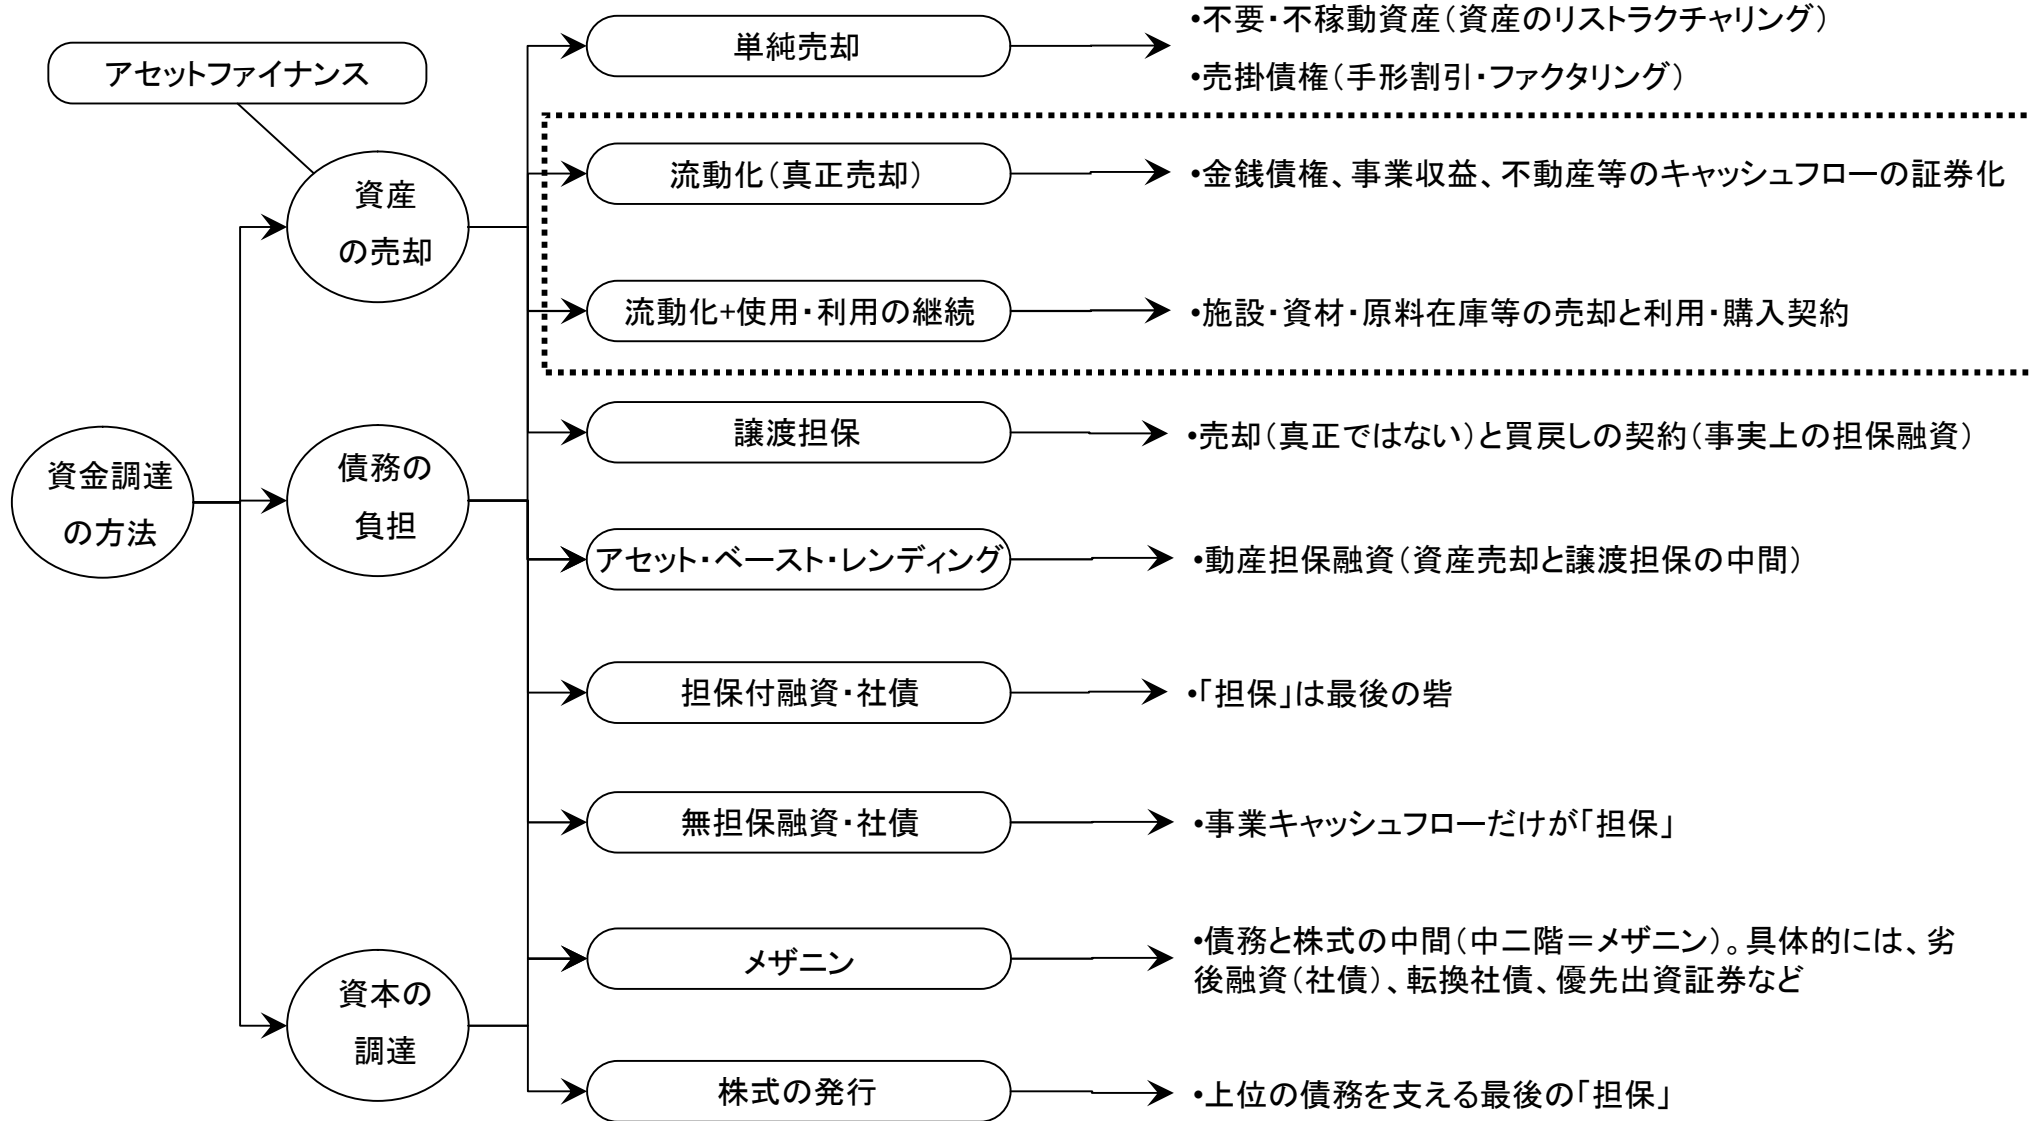 アセットファイナンス
資金調達
の方法
資産
の売却
債務の
負担
資本の
調達
単純売却
•不要・不稼動資産（資産のリストラクチャリング）
•売掛債権（手形割引・ファクタリング）
流動化（真正売却）
•金銭債権、事業収益、不動産等のキャッシュフローの証券化
流動化+使用・利用の継続
•施設・資材・原料在庫等の売却と利用・購入契約
譲渡担保
•売却（真正ではない）と買戻しの契約（事実上の担保融資）
アセット・ベースト・レンディング
•動産担保融資（資産売却と譲渡担保の中間）
担保付融資・社債
•「担保」は最後の砦
無担保融資・社債
•事業キャッシュフローだけが「担保」
メザニン
•債務と株式の中間（中二階＝メザニン）。具体的には、劣
後融資（社債）、転換社債、優先出資証券など
株式の発行
•上位の債務を支える最後の「担保」